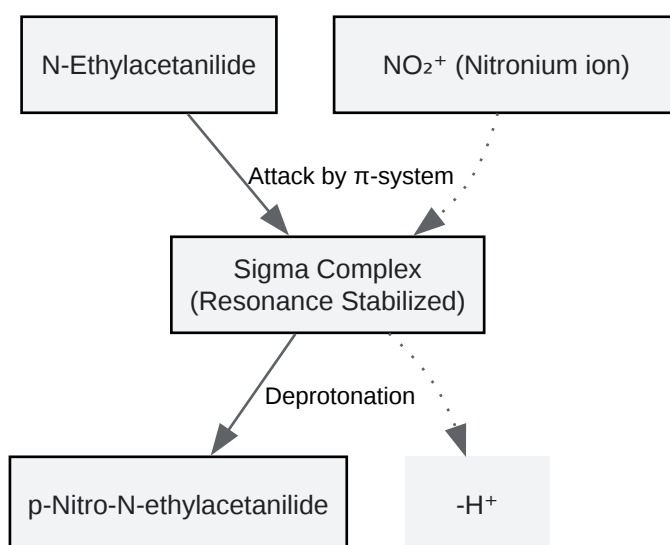 N-Ethylacetanilide
NO₂⁺ (Nitronium ion)
Attack by π-system
Sigma Complex
(Resonance Stabilized)
Deprotonation
p-Nitro-N-ethylacetanilide
-H⁺